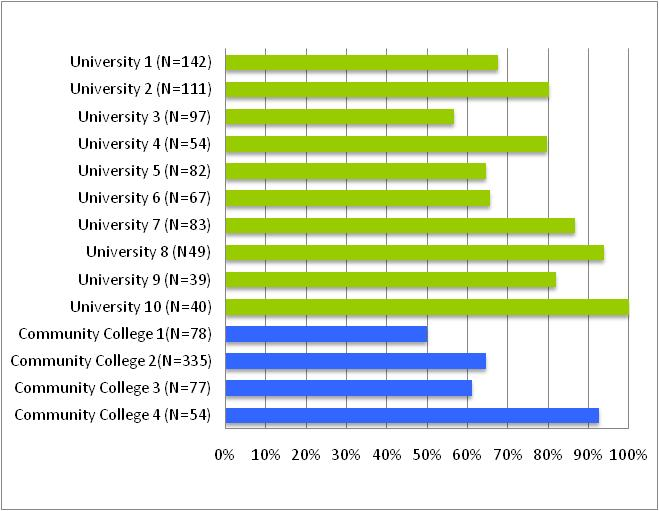 University 1 (N=142)
University 2 (N=111)
University 3 (N=97)
University 4 (N=54)
University 5 (N=82)
University 6 (N=67)
University 7 (N=83)
University 8 (N49)
University 9 (N=39)
University 10 (N=40)
Community College 1(N=78)
Community College 2(N=335)
Community College 3 (N=77)
Community College 4 (N=54)
0% 10% 20% 30% 40% 50% 60% 70% 80% 90% 100%